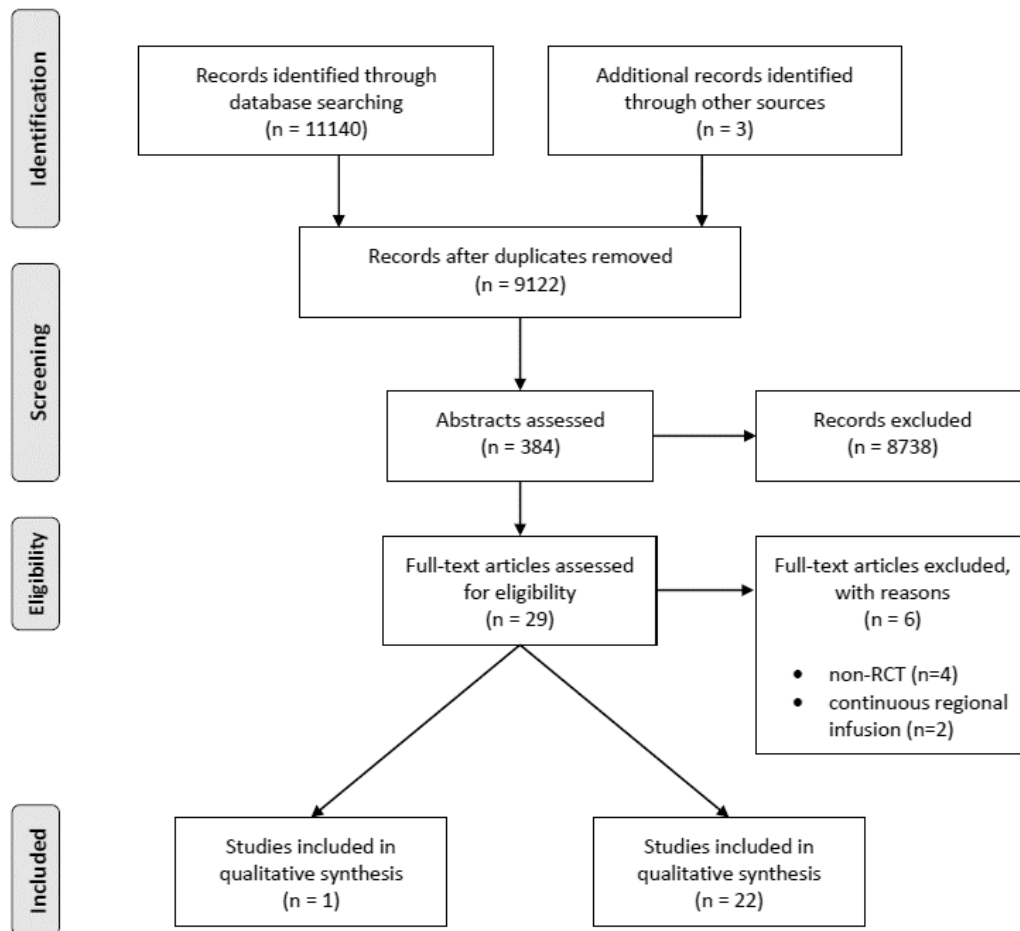 Identification
Records identified through
database searching
(n = 11140)
Additional records identified
through other sources
(n = 3)
Records after duplicates removed
(n = 9122)
Screening
Abstracts assessed
(n = 384)
Records excluded
(n = 8738)
Eligibility
Full-text articles assessed
for eligibility
(n = 29)
Full-text articles excluded,
with reasons
(n = 6)
• non-RCT (n=4)
• continuous regional
infusion (n=2)
Included
Studies included in
qualitative synthesis
(n = 1)
Studies included in
qualitative synthesis
(n = 22)